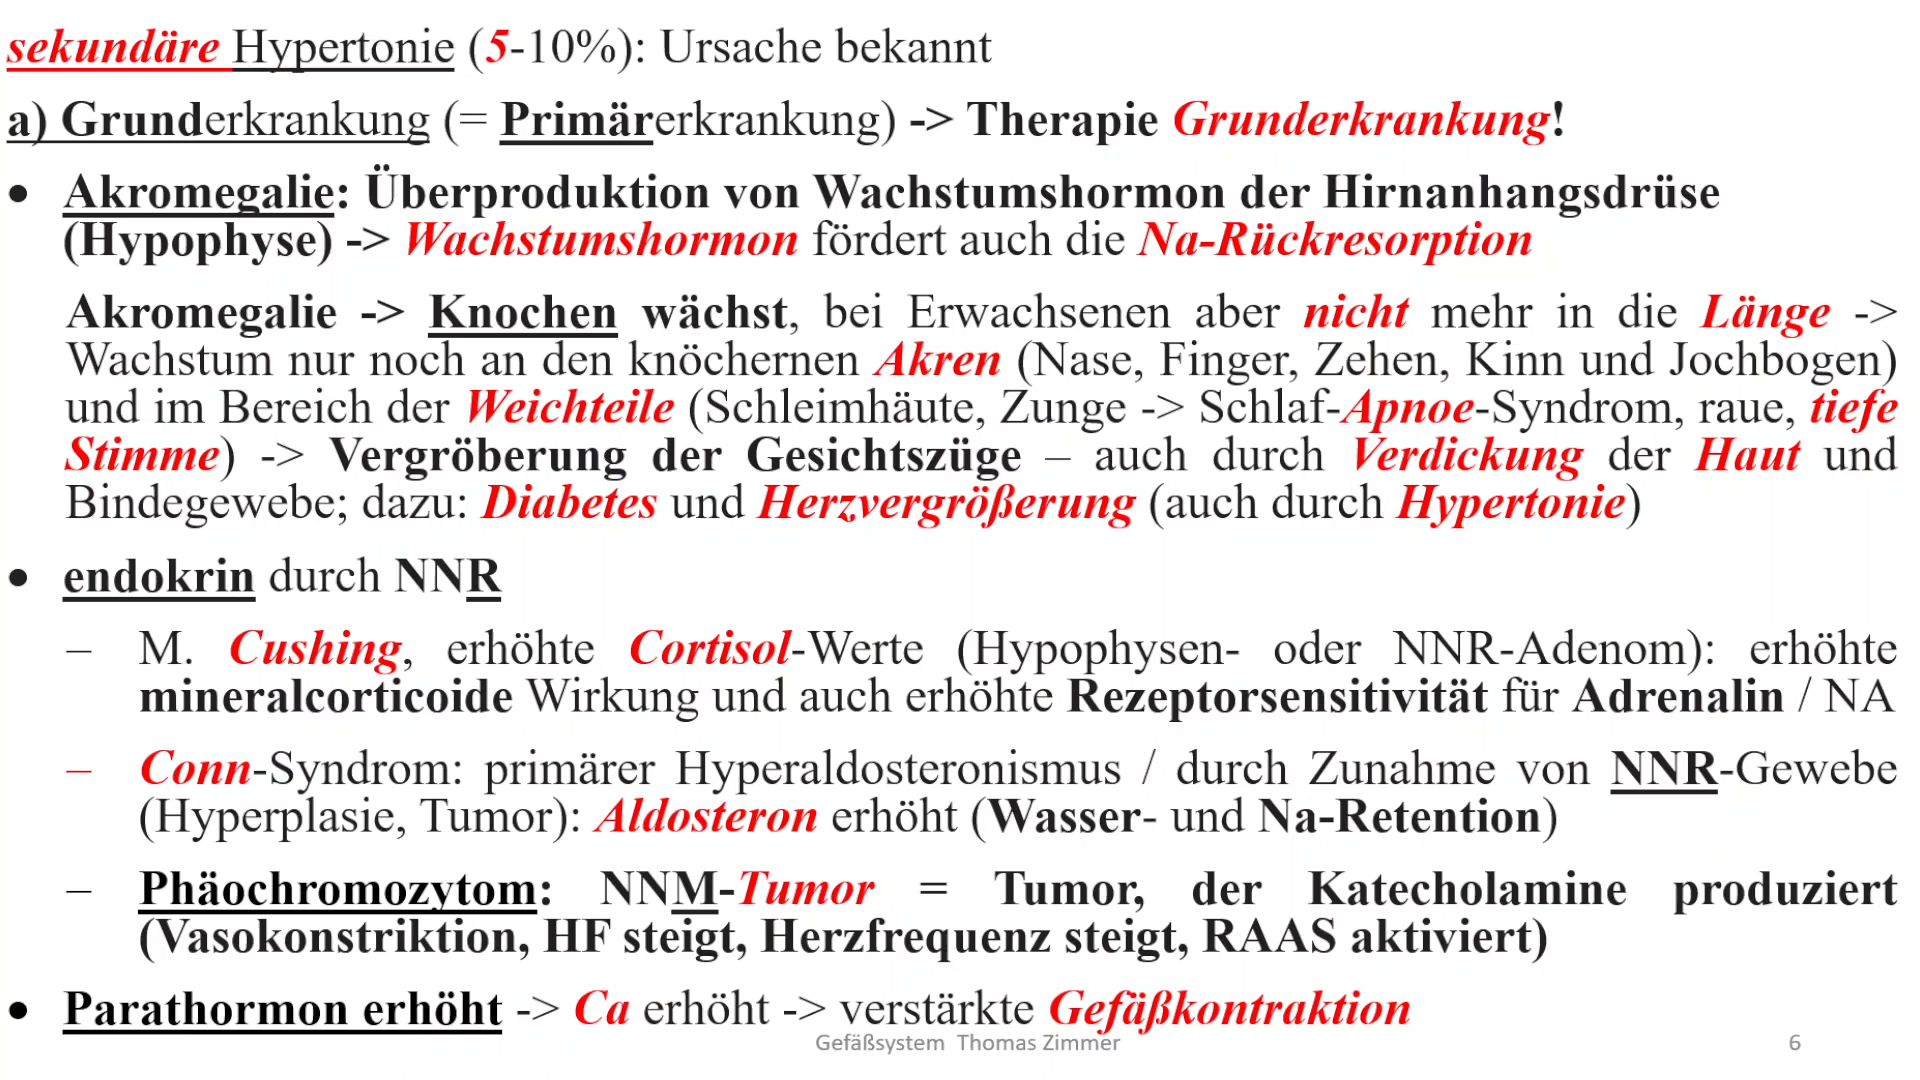 sekundäre Hypertonie (5-10%): Ursache bekannt
a) Grunderkrankung (= Primärerkrankung) -> Therapie Grunderkrankung!
• Akromegalie: Überproduktion von Wachstumshormon der Hirnanhangsdrüse
(Hypophyse) -> Wachstumshormon fördert auch die Na-Rückresorption
Akromegalie -> Knochen wächst, bei Erwachsenen aber nicht mehr in die Länge ->
Wachstum nur noch an den knöchernen Akren (Nase, Finger, Zehen, Kinn und Jochbogen)
und im Bereich der Weichteile (Schleimhäute, Zunge -> Schlaf-Apnoe-Syndrom, raue, tiefe
Stimme) -> Vergröberung der Gesichtszüge – auch durch Verdickung der Haut und
Bindegewebe; dazu: Diabetes und Herzvergrößerung (auch durch Hypertonie)
• endokrin durch NNR
– M. Cushing, erhöhte Cortisol-Werte (Hypophysen- oder NNR-Adenom): erhöhte
mineralcorticoide Wirkung und auch erhöhte Rezeptorsensitivität für Adrenalin / NA
– Conn-Syndrom: primärer Hyperaldosteronismus / durch Zunahme von NNR-Gewebe
(Hyperplasie, Tumor): Aldosteron erhöht (Wasser- und Na-Retention)
– Phäochromozytom: NNM-Tumor = Tumor, der Katecholamine produziert
(Vasokonstriktion, HF steigt, Herzfrequenz steigt, RAAS aktiviert)
• Parathormon erhöht -> Ca erhöht -> verstärkte Gefäßkontraktion
Gefäßsystem Thomas Zimmer 6